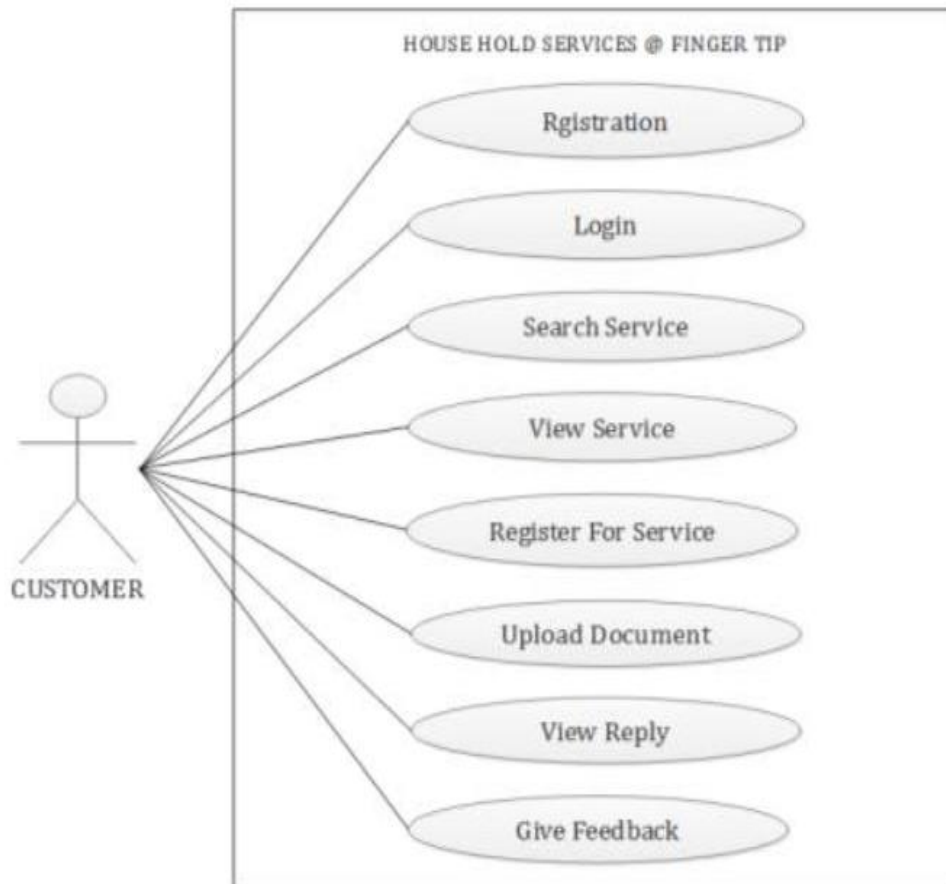 HOUSE HOLD SERVICES @ FINGER TIP
Rgistration
Login
Search Service
View Service
Register For Service
CUSTOMER
Upload Document
View Reply
Give Feedback